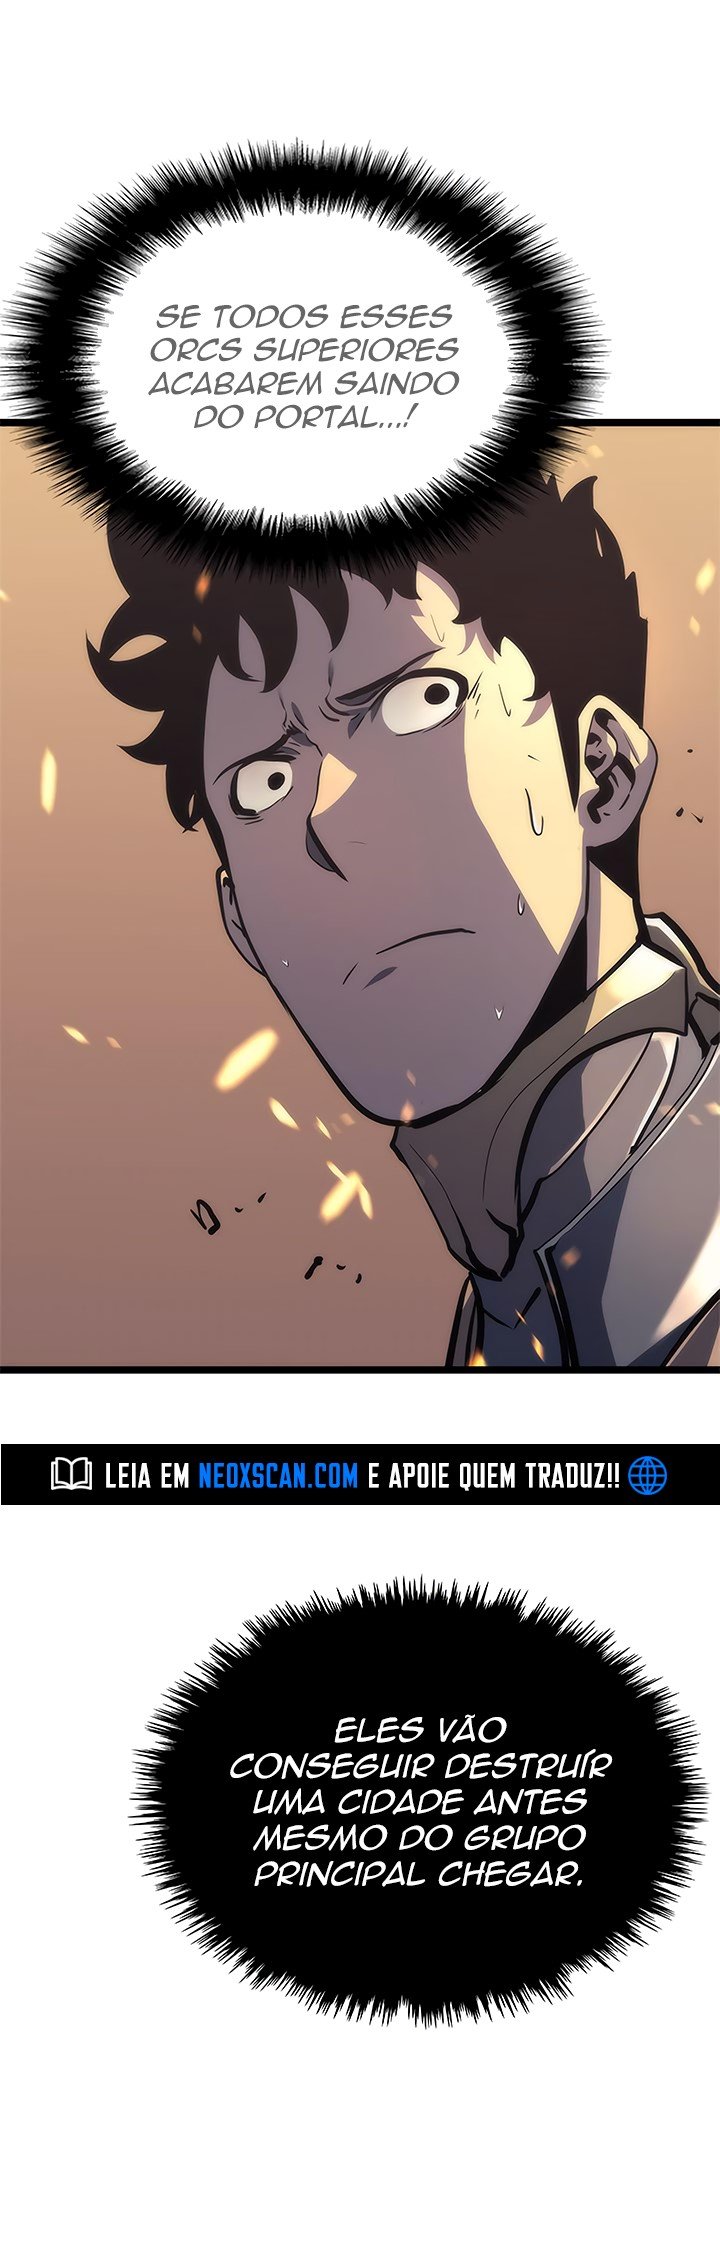 SE TODOS ESSES
ORCS SUPERIORES
ACABAREM SAINDO
DO PORTAL...!
LEIA EM NEOXSCAN.COM E APOIE QUEM TRADUZ!!
ELES VÃO
CONSEGUIR DESTRUÍR
UMA CIDADE ANTES
MESMO DO GRUPO
PRINCIPAL CHEGAR.